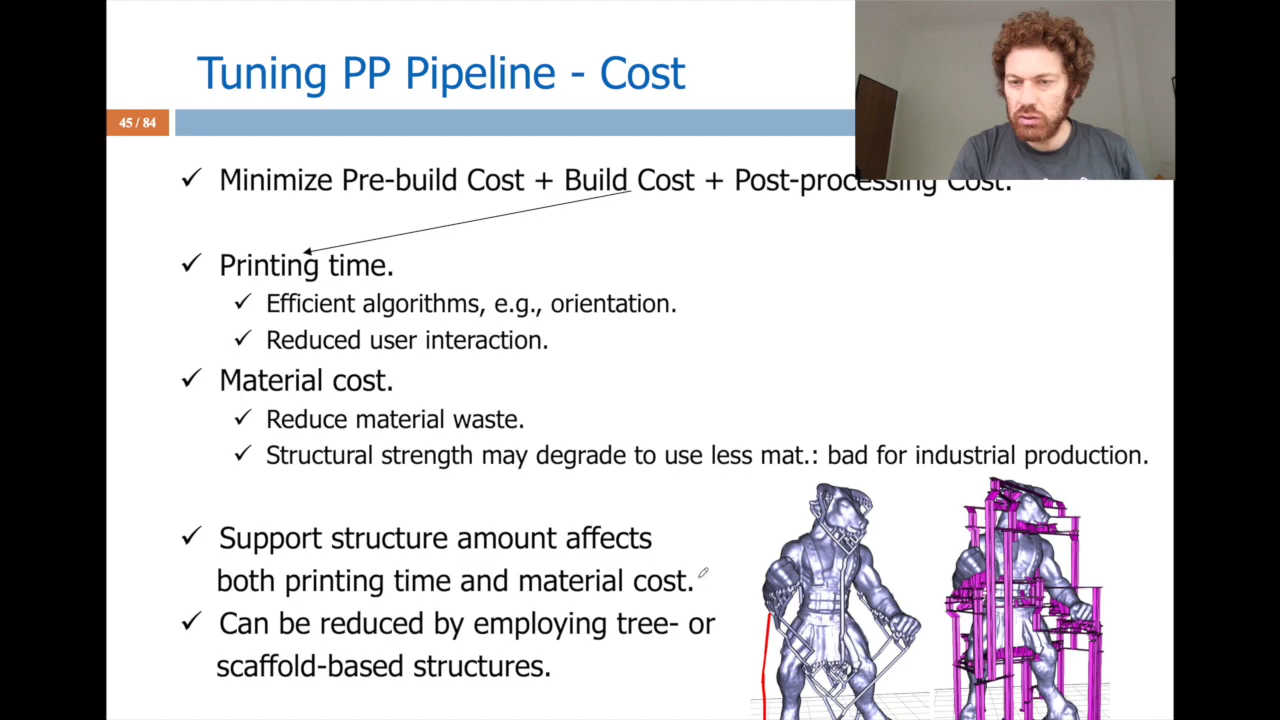 Tuning PP Pipeline - Cost
45 / 84
✓ Minimize Pre-build Cost + Build Cost + Post-processing Cost.
✓ Printing time.
✓ Efficient algorithms, e.g., orientation.
✓ Reduced user interaction.
✓ Material cost.
✓ Reduce material waste.
✓ Structural strength may degrade to use less mat.: bad for industrial production.
✓ Support structure amount affects
both printing time and material cost.
✓ Can be reduced by employing tree- or
scaffold-based structures.